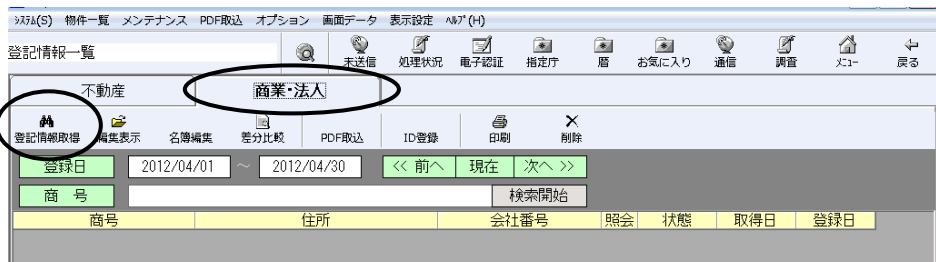 ｼｽﾃﾑ(S) 物件一覧 メンテナンス PDF取込 オプション 画面データ 表示設定 ﾍﾙﾌﾟ(H)
登記情報一覧 未送信 処理状況 電子認証 指定庁 暦 お気に入り 通信 調査 ﾒﾆｭｰ 戻る
不動産 商業・法人
登記情報取得 編集表示 名簿編集 差分比較 PDF取込 ID登録 印刷 削除
登録日 2012/04/01 ～ 2012/04/30 << 前へ 現在 次へ >>
商 号 検索開始
商号 住所 会社番号 照会 状態 取得日 登録日